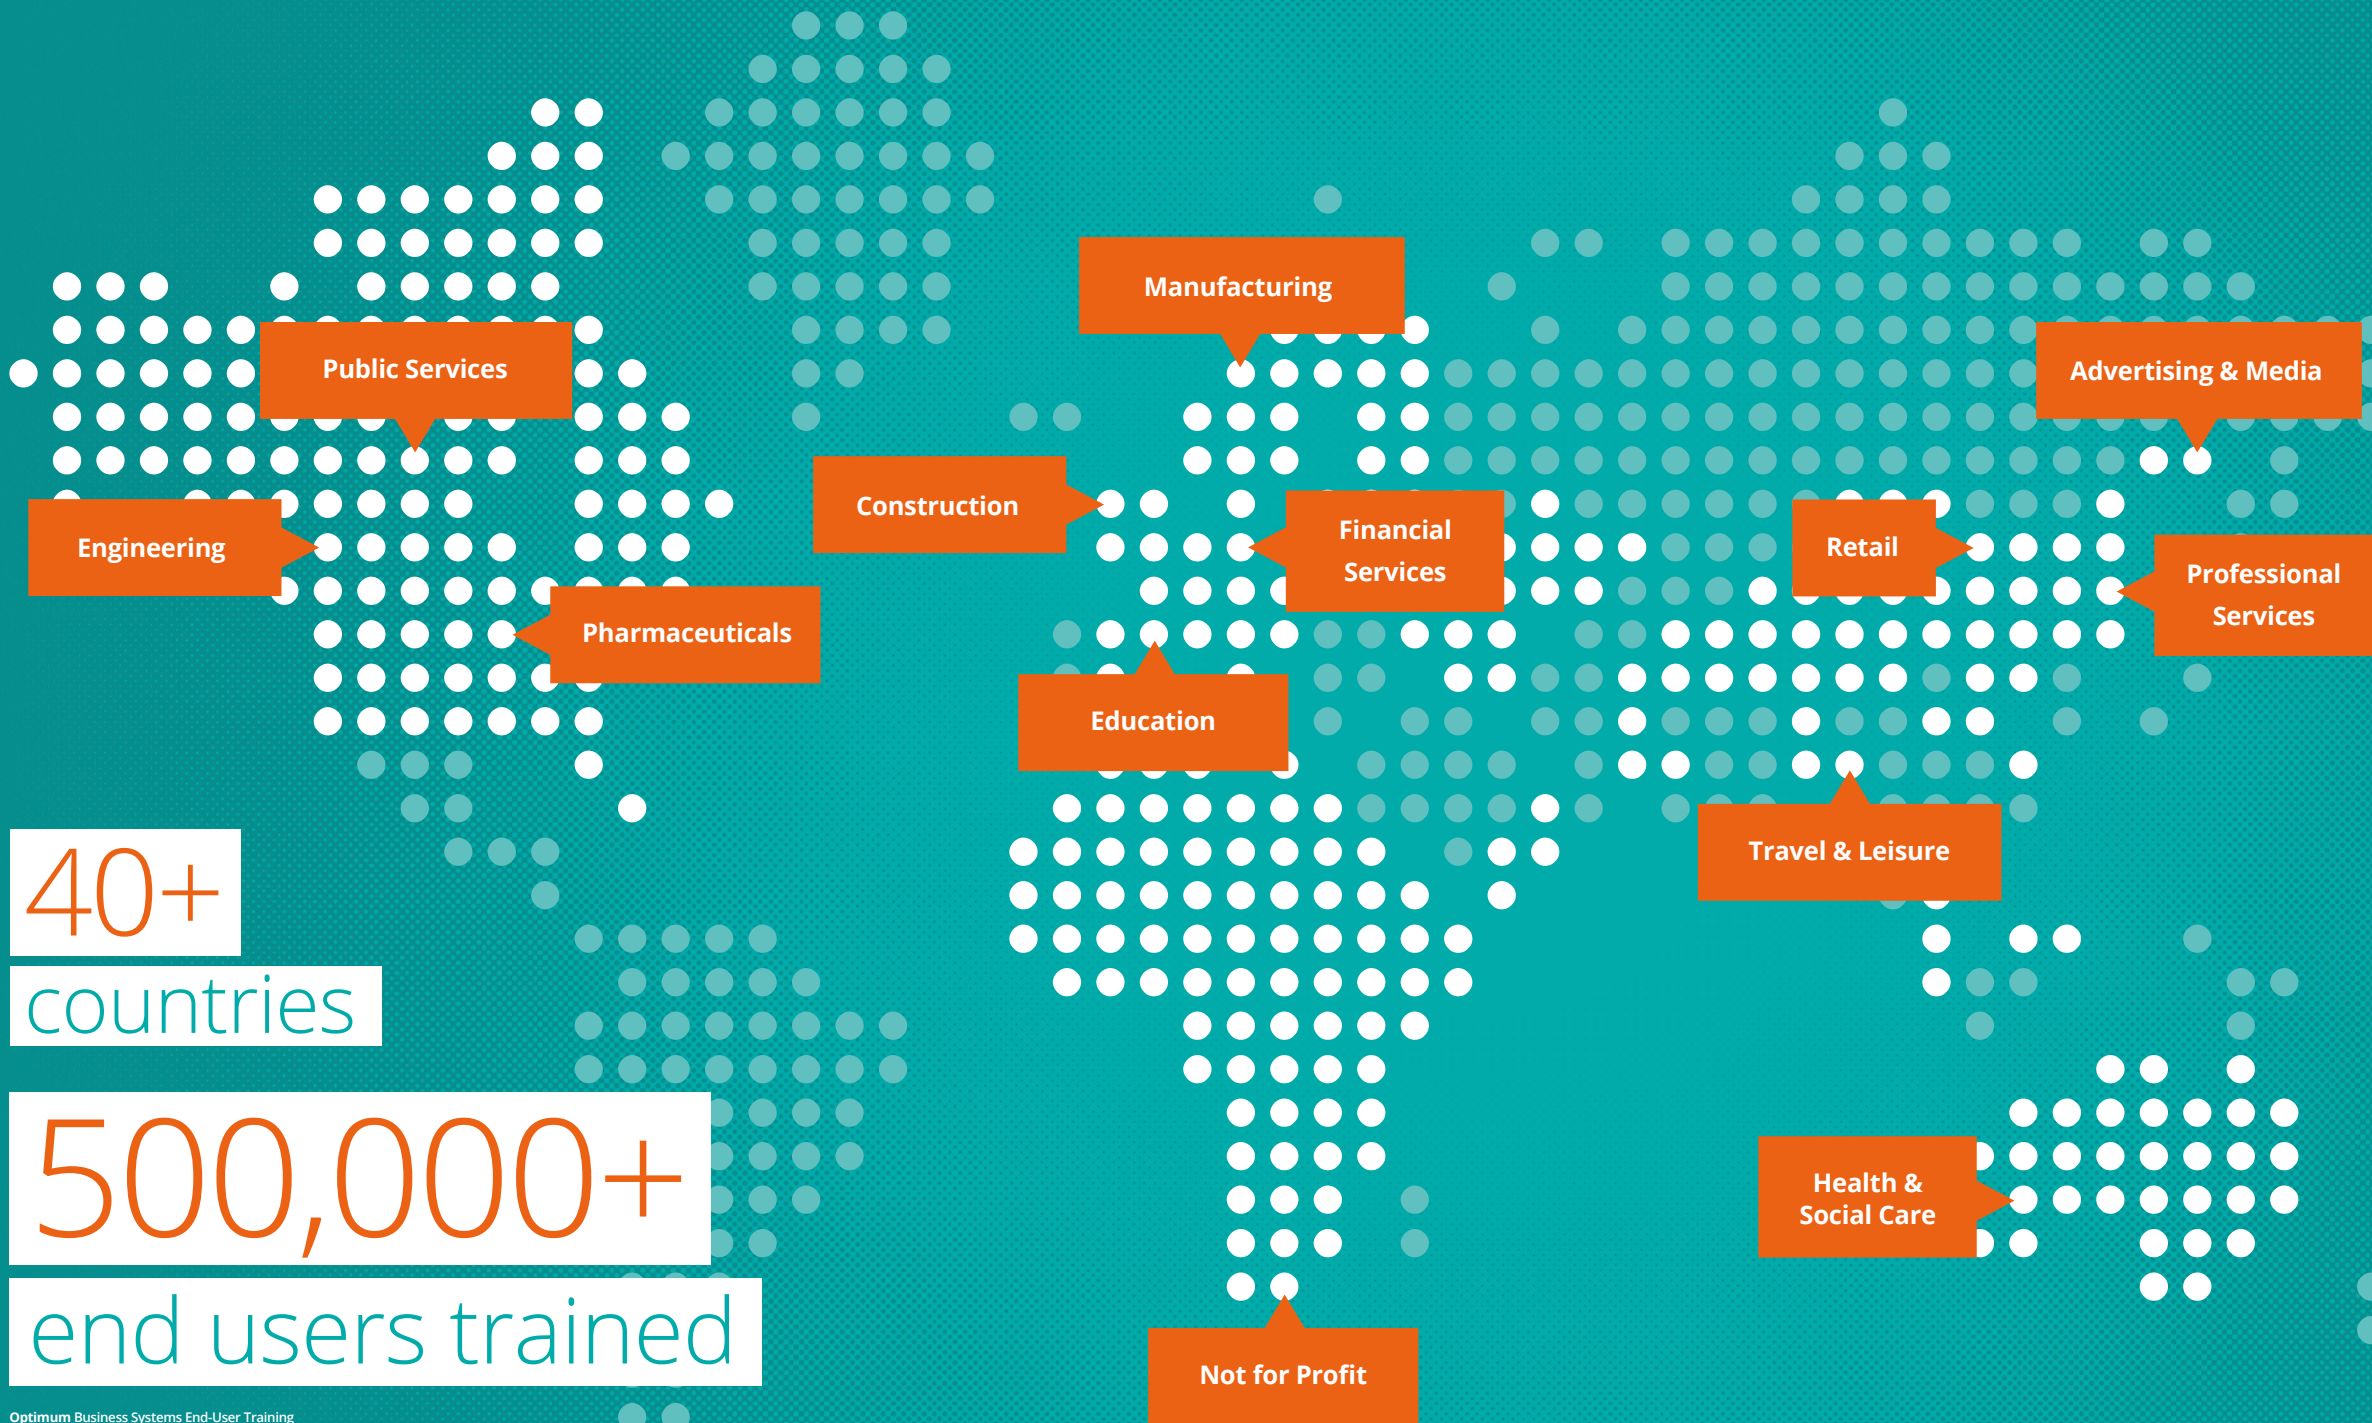 Manufacturing
Public Services
Advertising & Media
Construction
Financial
Services
Engineering
Retail
Professional
Services
Pharmaceuticals
Education
Travel & Leisure
40+
countries
500,000+
end users trained
Health &
Social Care
Not for Profit
Optimum Business Systems End-User Training